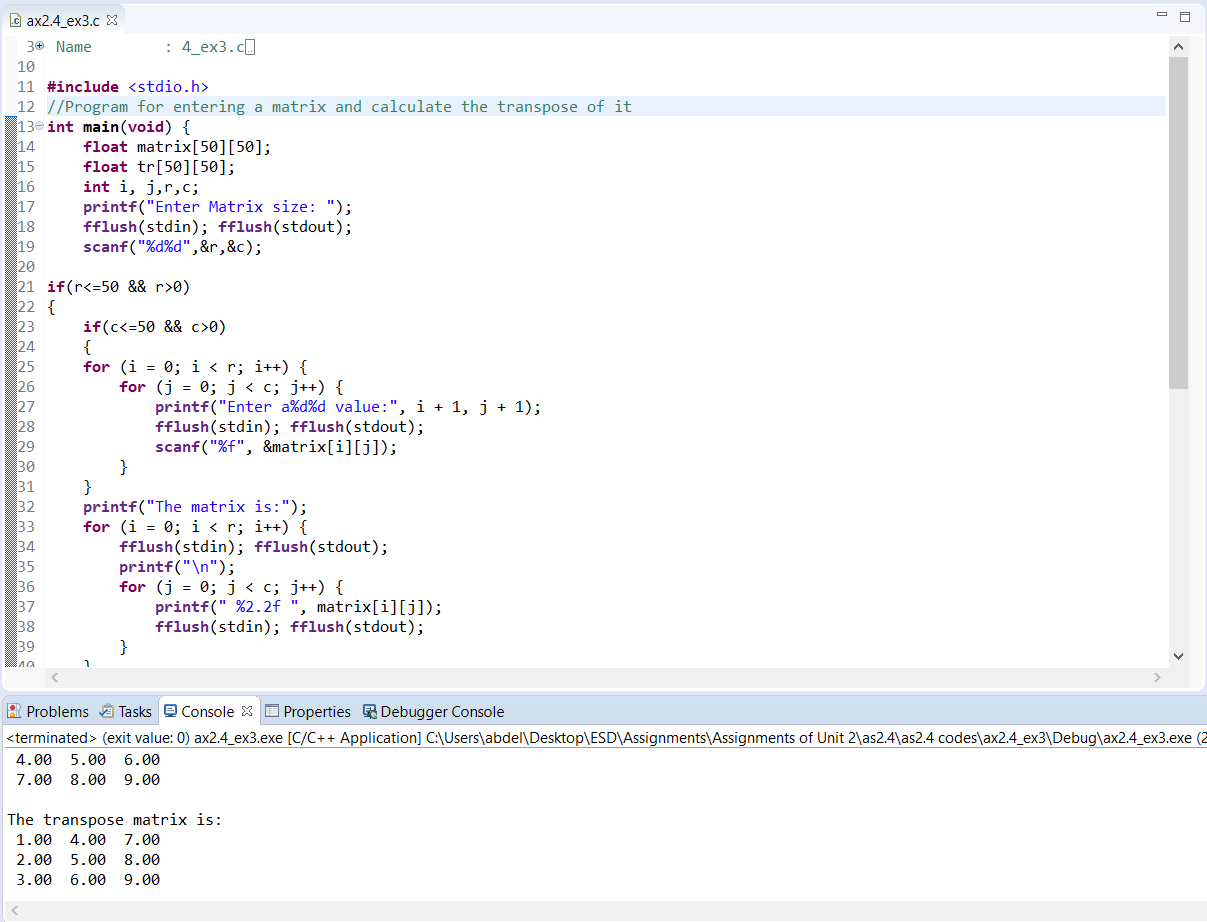 ax2.4_ex3.c
3 Name        : 4_ex3.c..
10
11 #include <stdio.h>
12 //Program for entering a matrix and calculate the transpose of it
13 int main(void) {
14     float matrix[50][50];
15     float tr[50][50];
16     int i, j,r,c;
17     printf("Enter Matrix size: ");
18     fflush(stdin); fflush(stdout);
19     scanf("%d%d",&r,&c);
20
21 if(r<=50 && r>0)
22 {
23     if(c<=50 && c>0)
24     {
25     for (i = 0; i < r; i++) {
26         for (j = 0; j < c; j++) {
27             printf("Enter a%d%d value:", i + 1, j + 1);
28             fflush(stdin); fflush(stdout);
29             scanf("%f", &matrix[i][j]);
30         }
31     }
32     printf("The matrix is:");
33     for (i = 0; i < r; i++) {
34         fflush(stdin); fflush(stdout);
35         printf("\n");
36         for (j = 0; j < c; j++) {
37             printf(" %2.2f ", matrix[i][j]);
38             fflush(stdin); fflush(stdout);
39         }
40     }
Problems Tasks Console Properties Debugger Console
<terminated> (exit value: 0) ax2.4_ex3.exe [C/C++ Application] C:\Users\abdel\Desktop\ESD\Assignments\Assignments of Unit 2\as2.4\as2.4 codes\ax2.4_ex3\Debug\ax2.4_ex3.exe (2
4.00  5.00  6.00
7.00  8.00  9.00
The transpose matrix is:
1.00  4.00  7.00
2.00  5.00  8.00
3.00  6.00  9.00